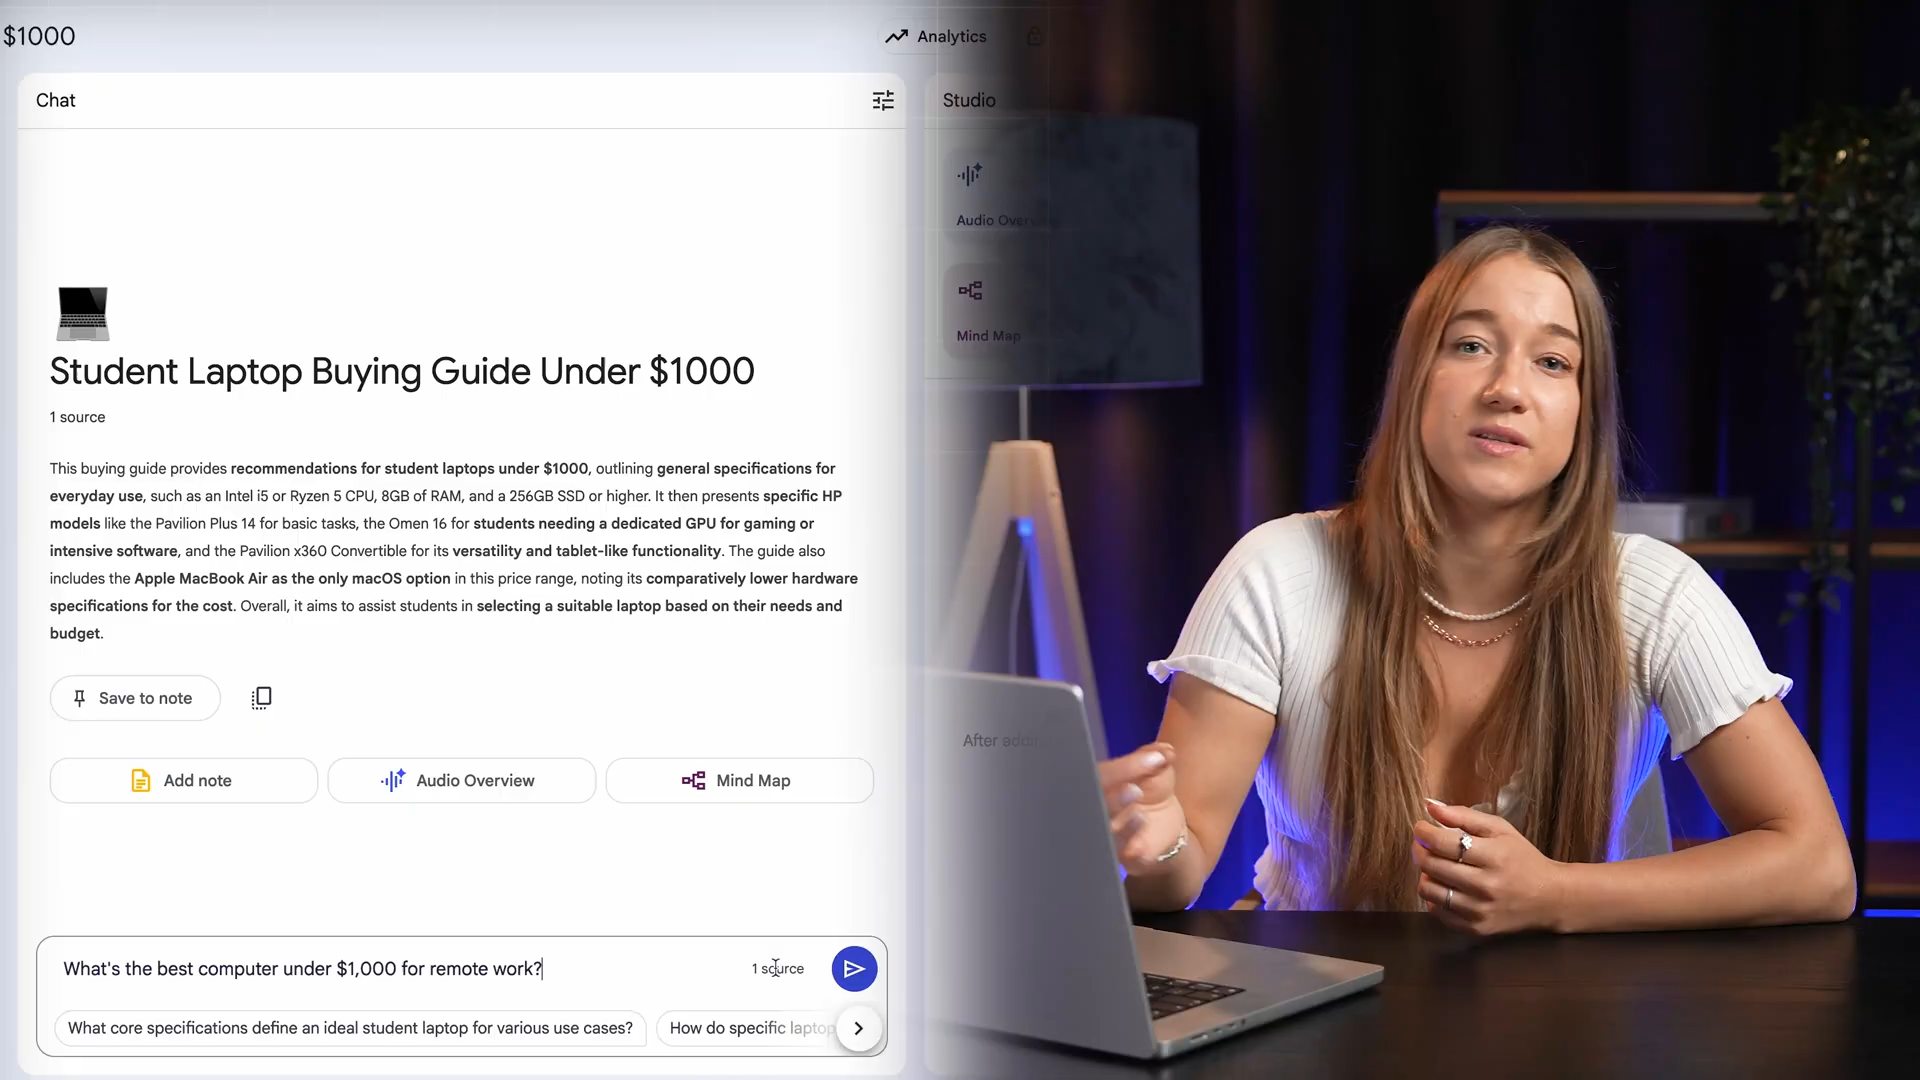 $1000
Analytics
Chat
Studio
Audio
Mind Map
Student Laptop Buying Guide Under $1000
1 source
This buying guide provides recommendations for student laptops under $1000, outlining general specifications for
everyday use, such as an Intel i5 or Ryzen 5 CPU, 8GB of RAM, and a 256GB SSD or higher. It then presents specific HP
models like the Pavilion Plus 14 for basic tasks, the Omen 16 for students needing a dedicated GPU for gaming or
intensive software, and the Pavilion x360 Convertible for its versatility and tablet-like functionality. The guide also
includes the Apple MacBook Air as the only macOS option in this price range, noting its comparatively lower hardware
specifications for the cost. Overall, it aims to assist students in selecting a suitable laptop based on their needs and
budget.
Save to note
After
Add note
Audio Overview
Mind Map
What's the best computer under $1,000 for remote work?
1 source
What core specifications define an ideal student laptop for various use cases?
How do specific laptop